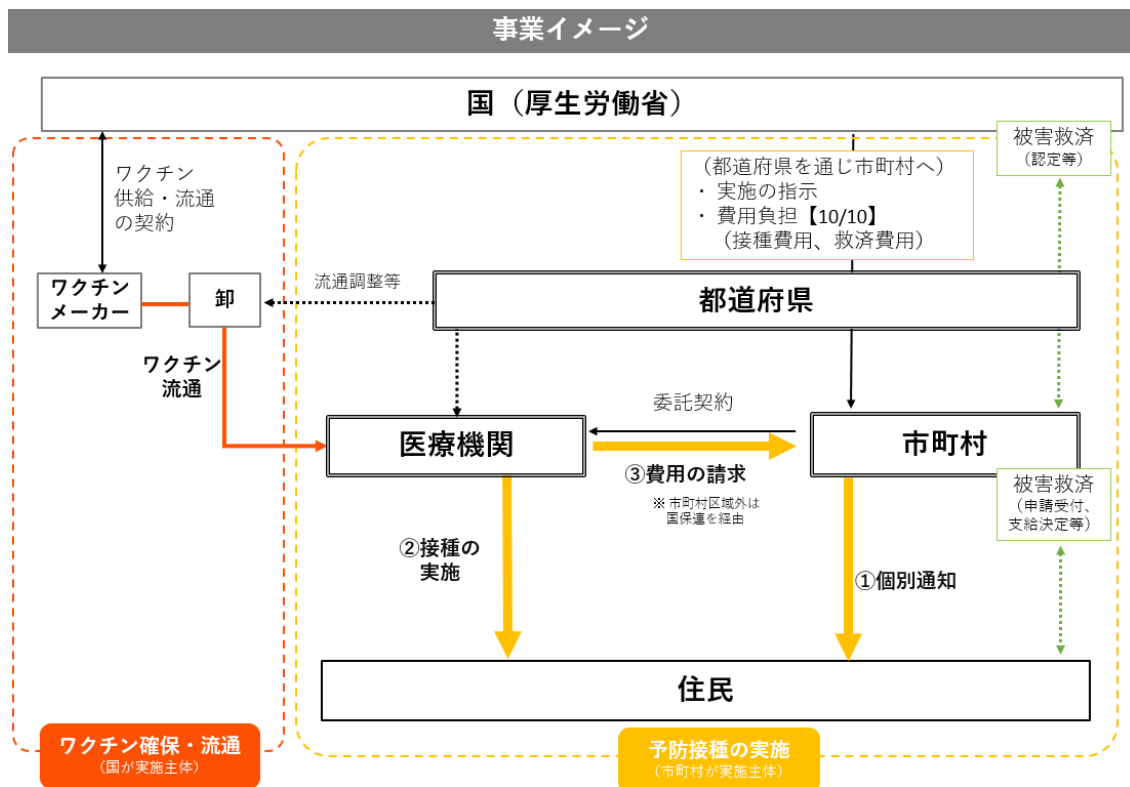 事業イメージ
国（厚生労働省）
被害救済
（認定等）
ワクチン
供給・流通
の契約
（都道府県を通じ市町村へ）
・ 実施の指示
・ 費用負担【10/10】
（接種費用、救済費用）
ワクチン
メーカー
卸
流通調整等
都道府県
ワクチン
流通
医療機関
委託契約
市町村
③費用の請求
※ 市町村区域外は
国保連を経由
被害救済
（申請受付、
支給決定等）
②接種の
実施
①個別通知
住民
ワクチン確保・流通
（国が実施主体）
予防接種の実施
（市町村が実施主体）